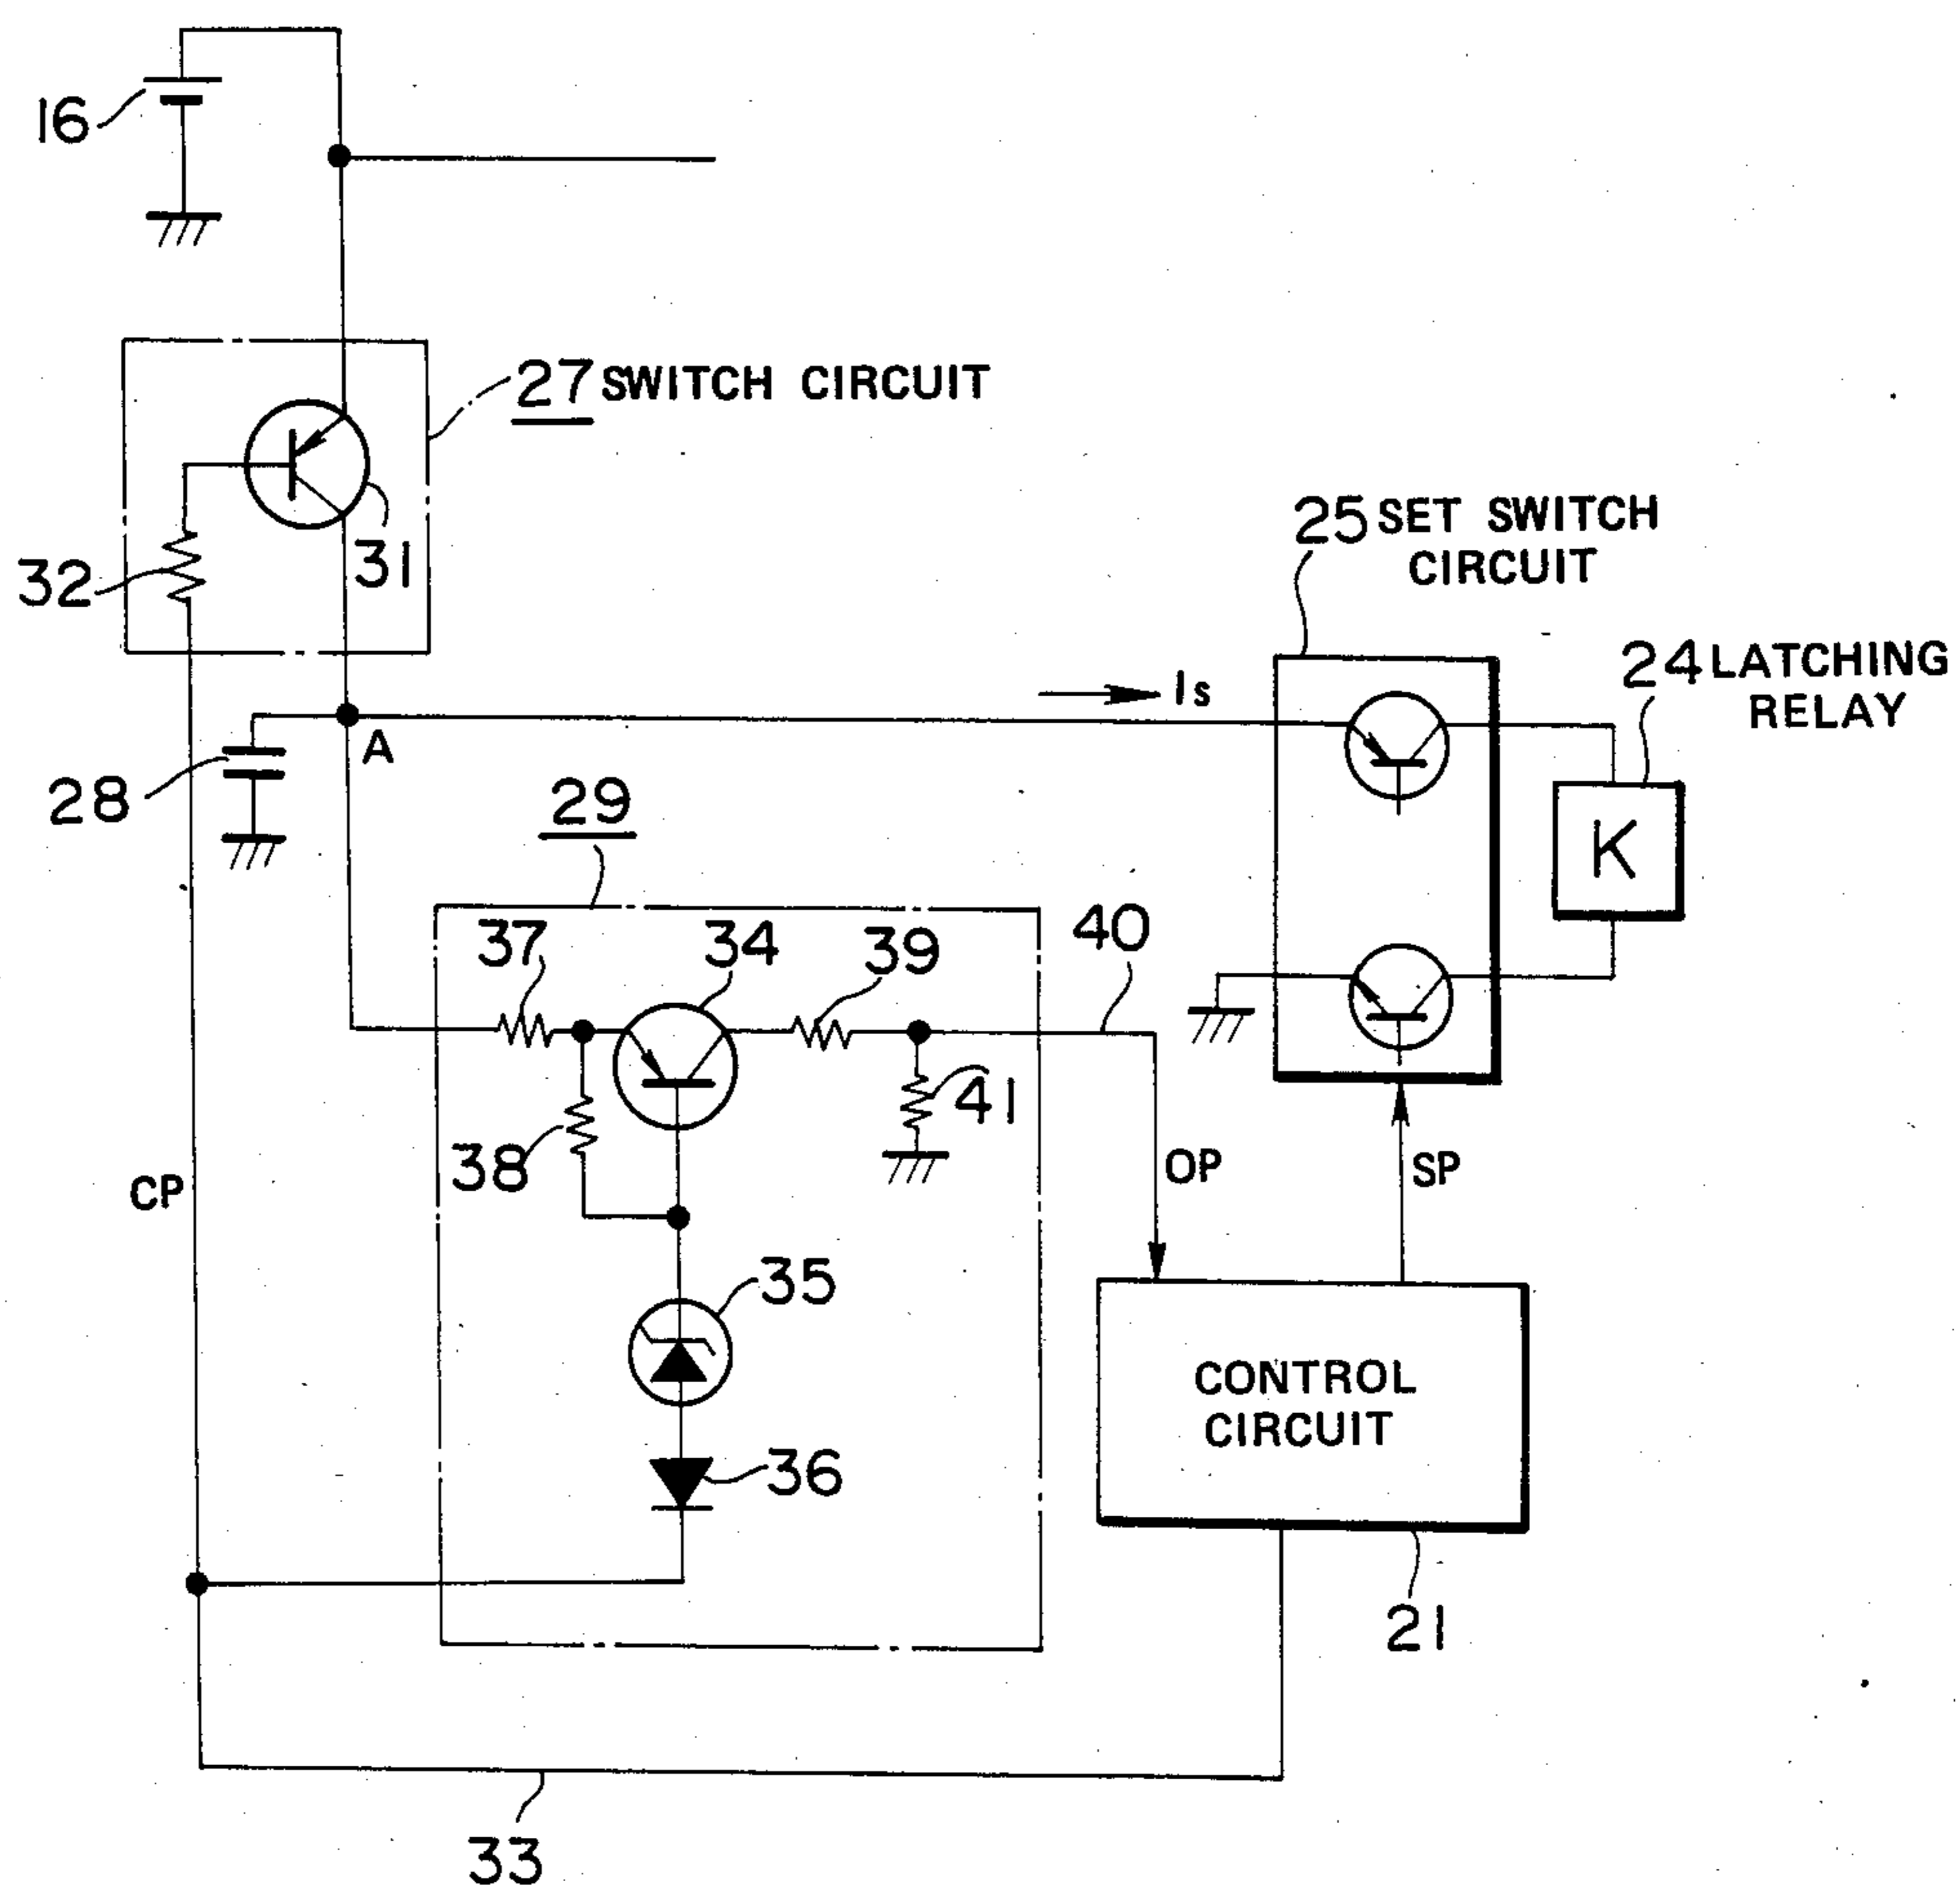 16
27 SWITCH CIRCUIT
31
32
25 SET SWITCH
CIRCUIT
24 LATCHING
RELAY
Is
A
28
29
K
37
34
39
40
38
41
CP
OP
SP
35
36
CONTROL
CIRCUIT
21
33